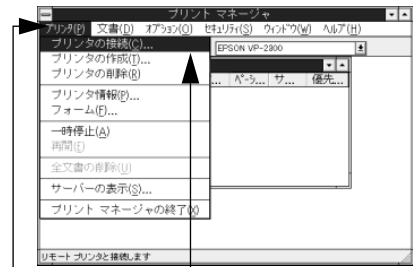 プリント マネージャ
プリンタ(P) 文書(D) オプション(O) セキュリティ(S) ウィンドウ(W) ヘルプ(H)
プリンタの接続(C)...
EPSON VP-2300
プリンタの作成(T)...
プリンタの削除(R)
... ページ... サ... 優先...
プリンタ情報(P)...
フォーム(F)...
一時停止(A)
再開(E)
全文書の削除(U)
サーバーの表示(S)...
プリント マネージャの終了(X)
リモート プリンタと接続します